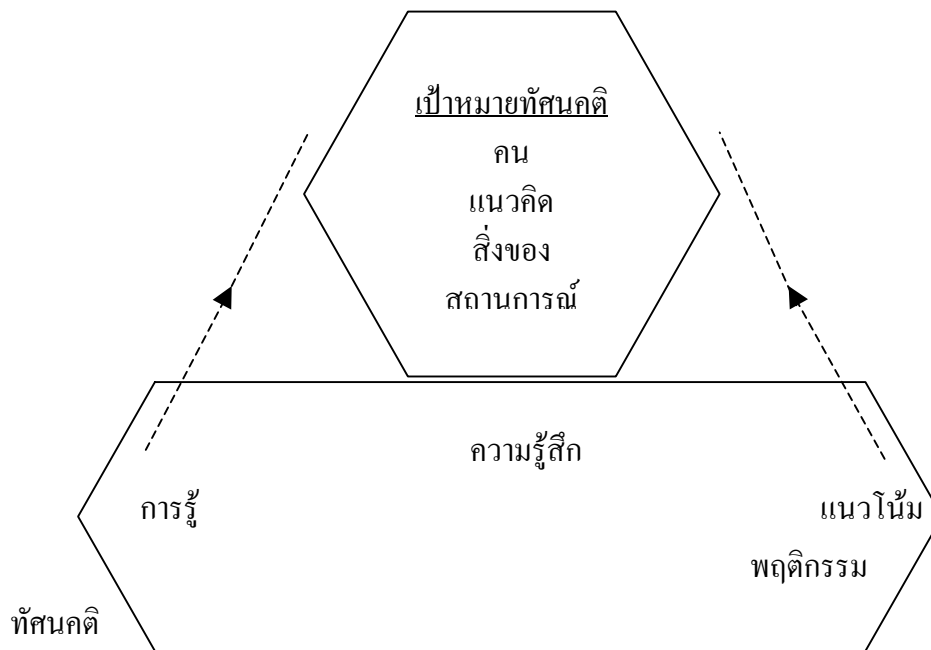 เป้าหมายทัศนคติ
คน
แนวคิด
สิ่งของ
สถานการณ์
ความรู้สึก
การรู้
แนวโน้ม
พฤติกรรม
ทัศนคติ